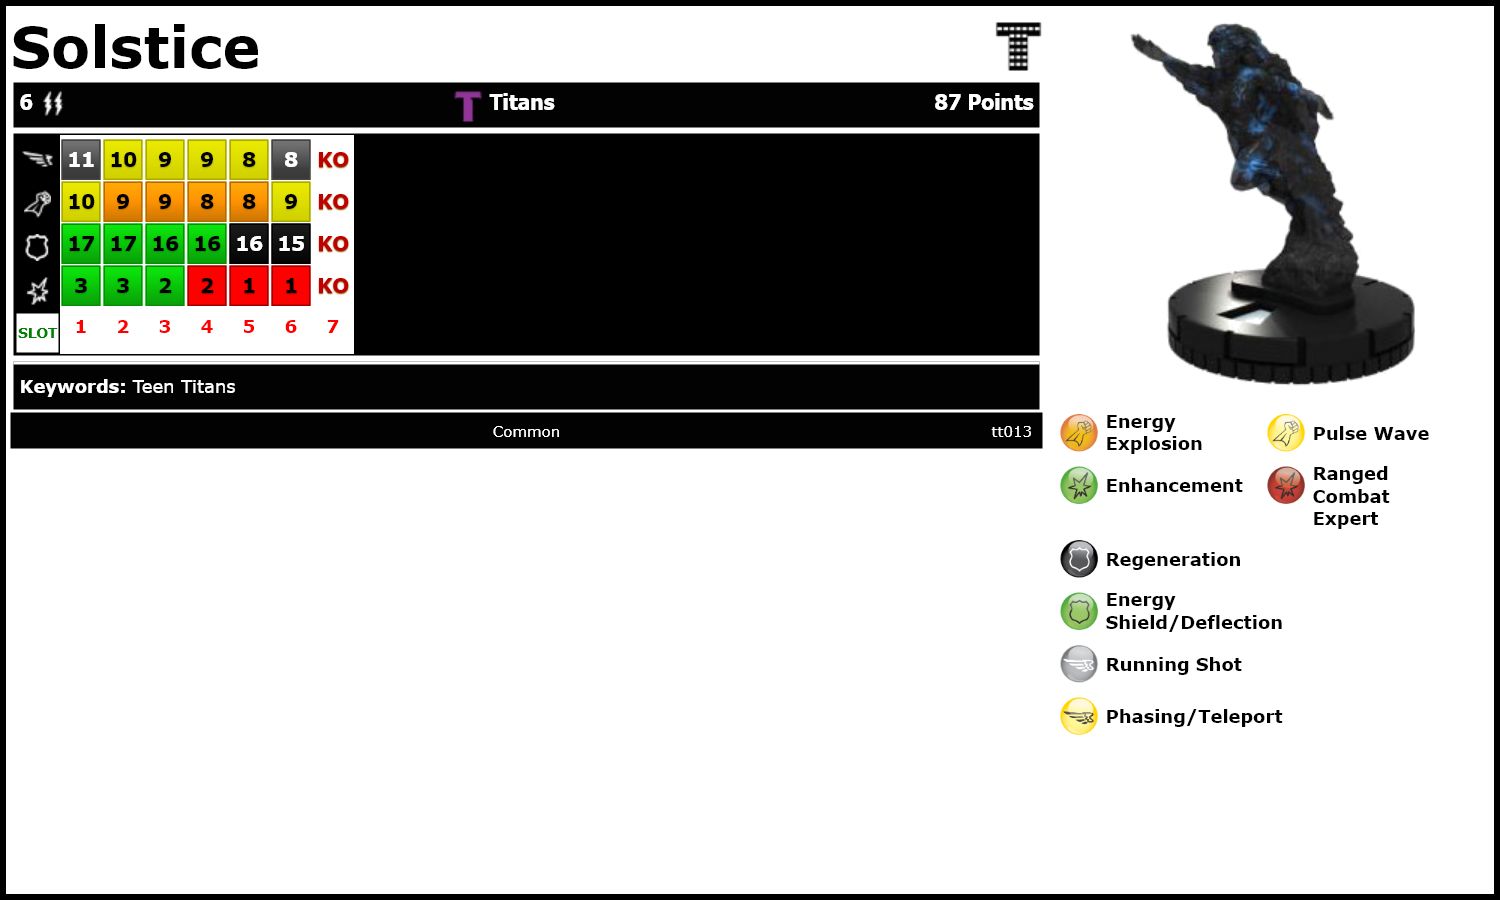 Solstice
6 Titans 87 Points
11 10 9 9 8 8 KO
10 9 9 8 8 9 KO
17 17 16 16 16 15 KO
3 3 2 2 1 1 KO
SLOT 1 2 3 4 5 6 7
Keywords: Teen Titans
Common tt013
Energy
Explosion
Pulse Wave
Enhancement
Ranged
Combat
Expert
Regeneration
Energy
Shield/Deflection
Running Shot
Phasing/Teleport